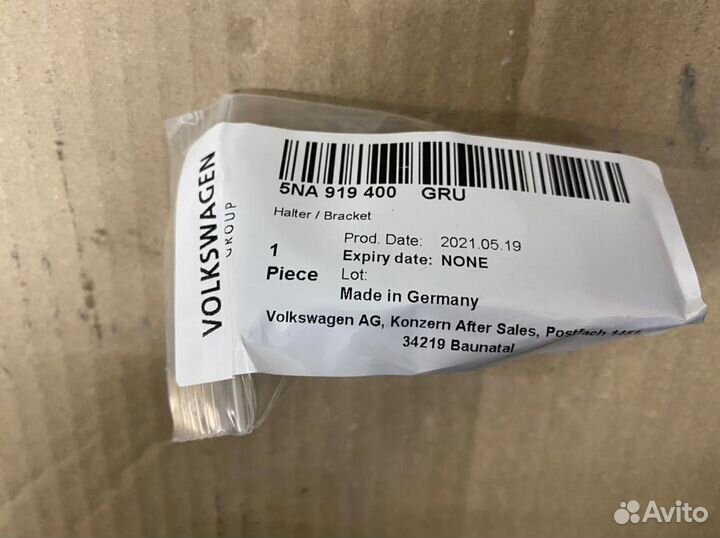 VOLKSWAGEN
GROUP
5NA 919 400 GRU
Halter / Bracket
Prod. Date: 2021.05.19
1 Expiry date: NONE
Piece Lot:
Made in Germany
Volkswagen AG, Konzern After Sales, Postfach
34219 Baunatal
Avito